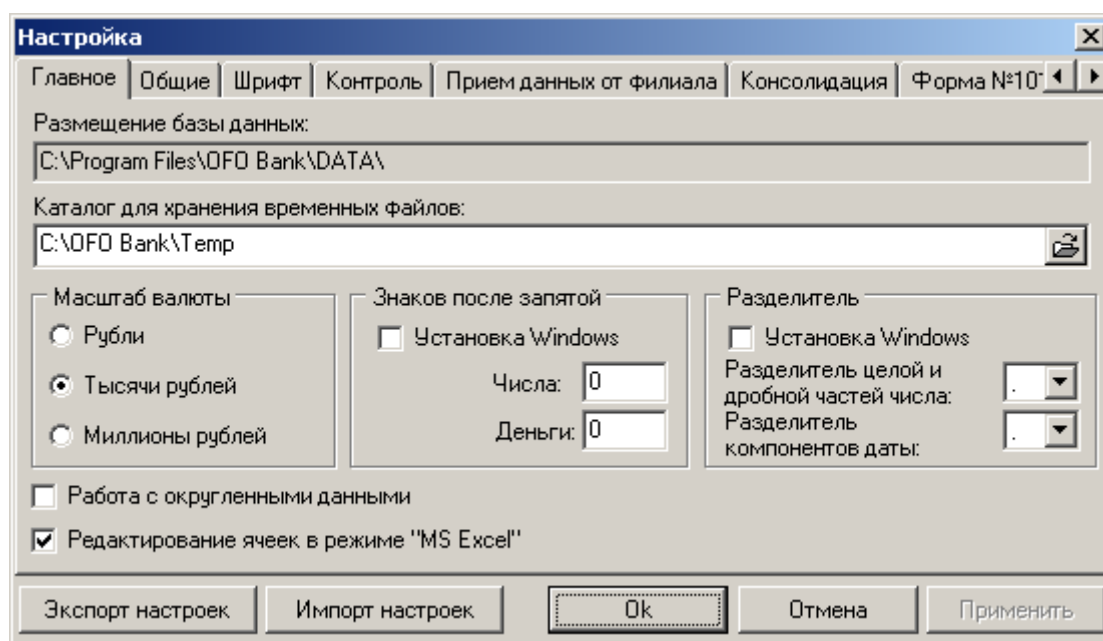 Настройка
Главное Общие Шрифт Контроль Прием данных от филиала Консолидация Форма №10
Размещение базы данных:
C:\Program Files\OFO Bank\DATA\
Каталог для хранения временных файлов:
C:\OFO Bank\Temp
Масштаб валюты Знаков после запятой Разделитель
Рубли Установка Windows Установка Windows
Тысячи рублей Числа: 0 Разделитель целой и
дробной частей числа: .
Миллионы рублей Деньги: 0 Разделитель
компонентов даты: .
Работа с округленными данными
Редактирование ячеек в режиме "MS Excel"
Экспорт настроек Импорт настроек Ok Отмена Применить